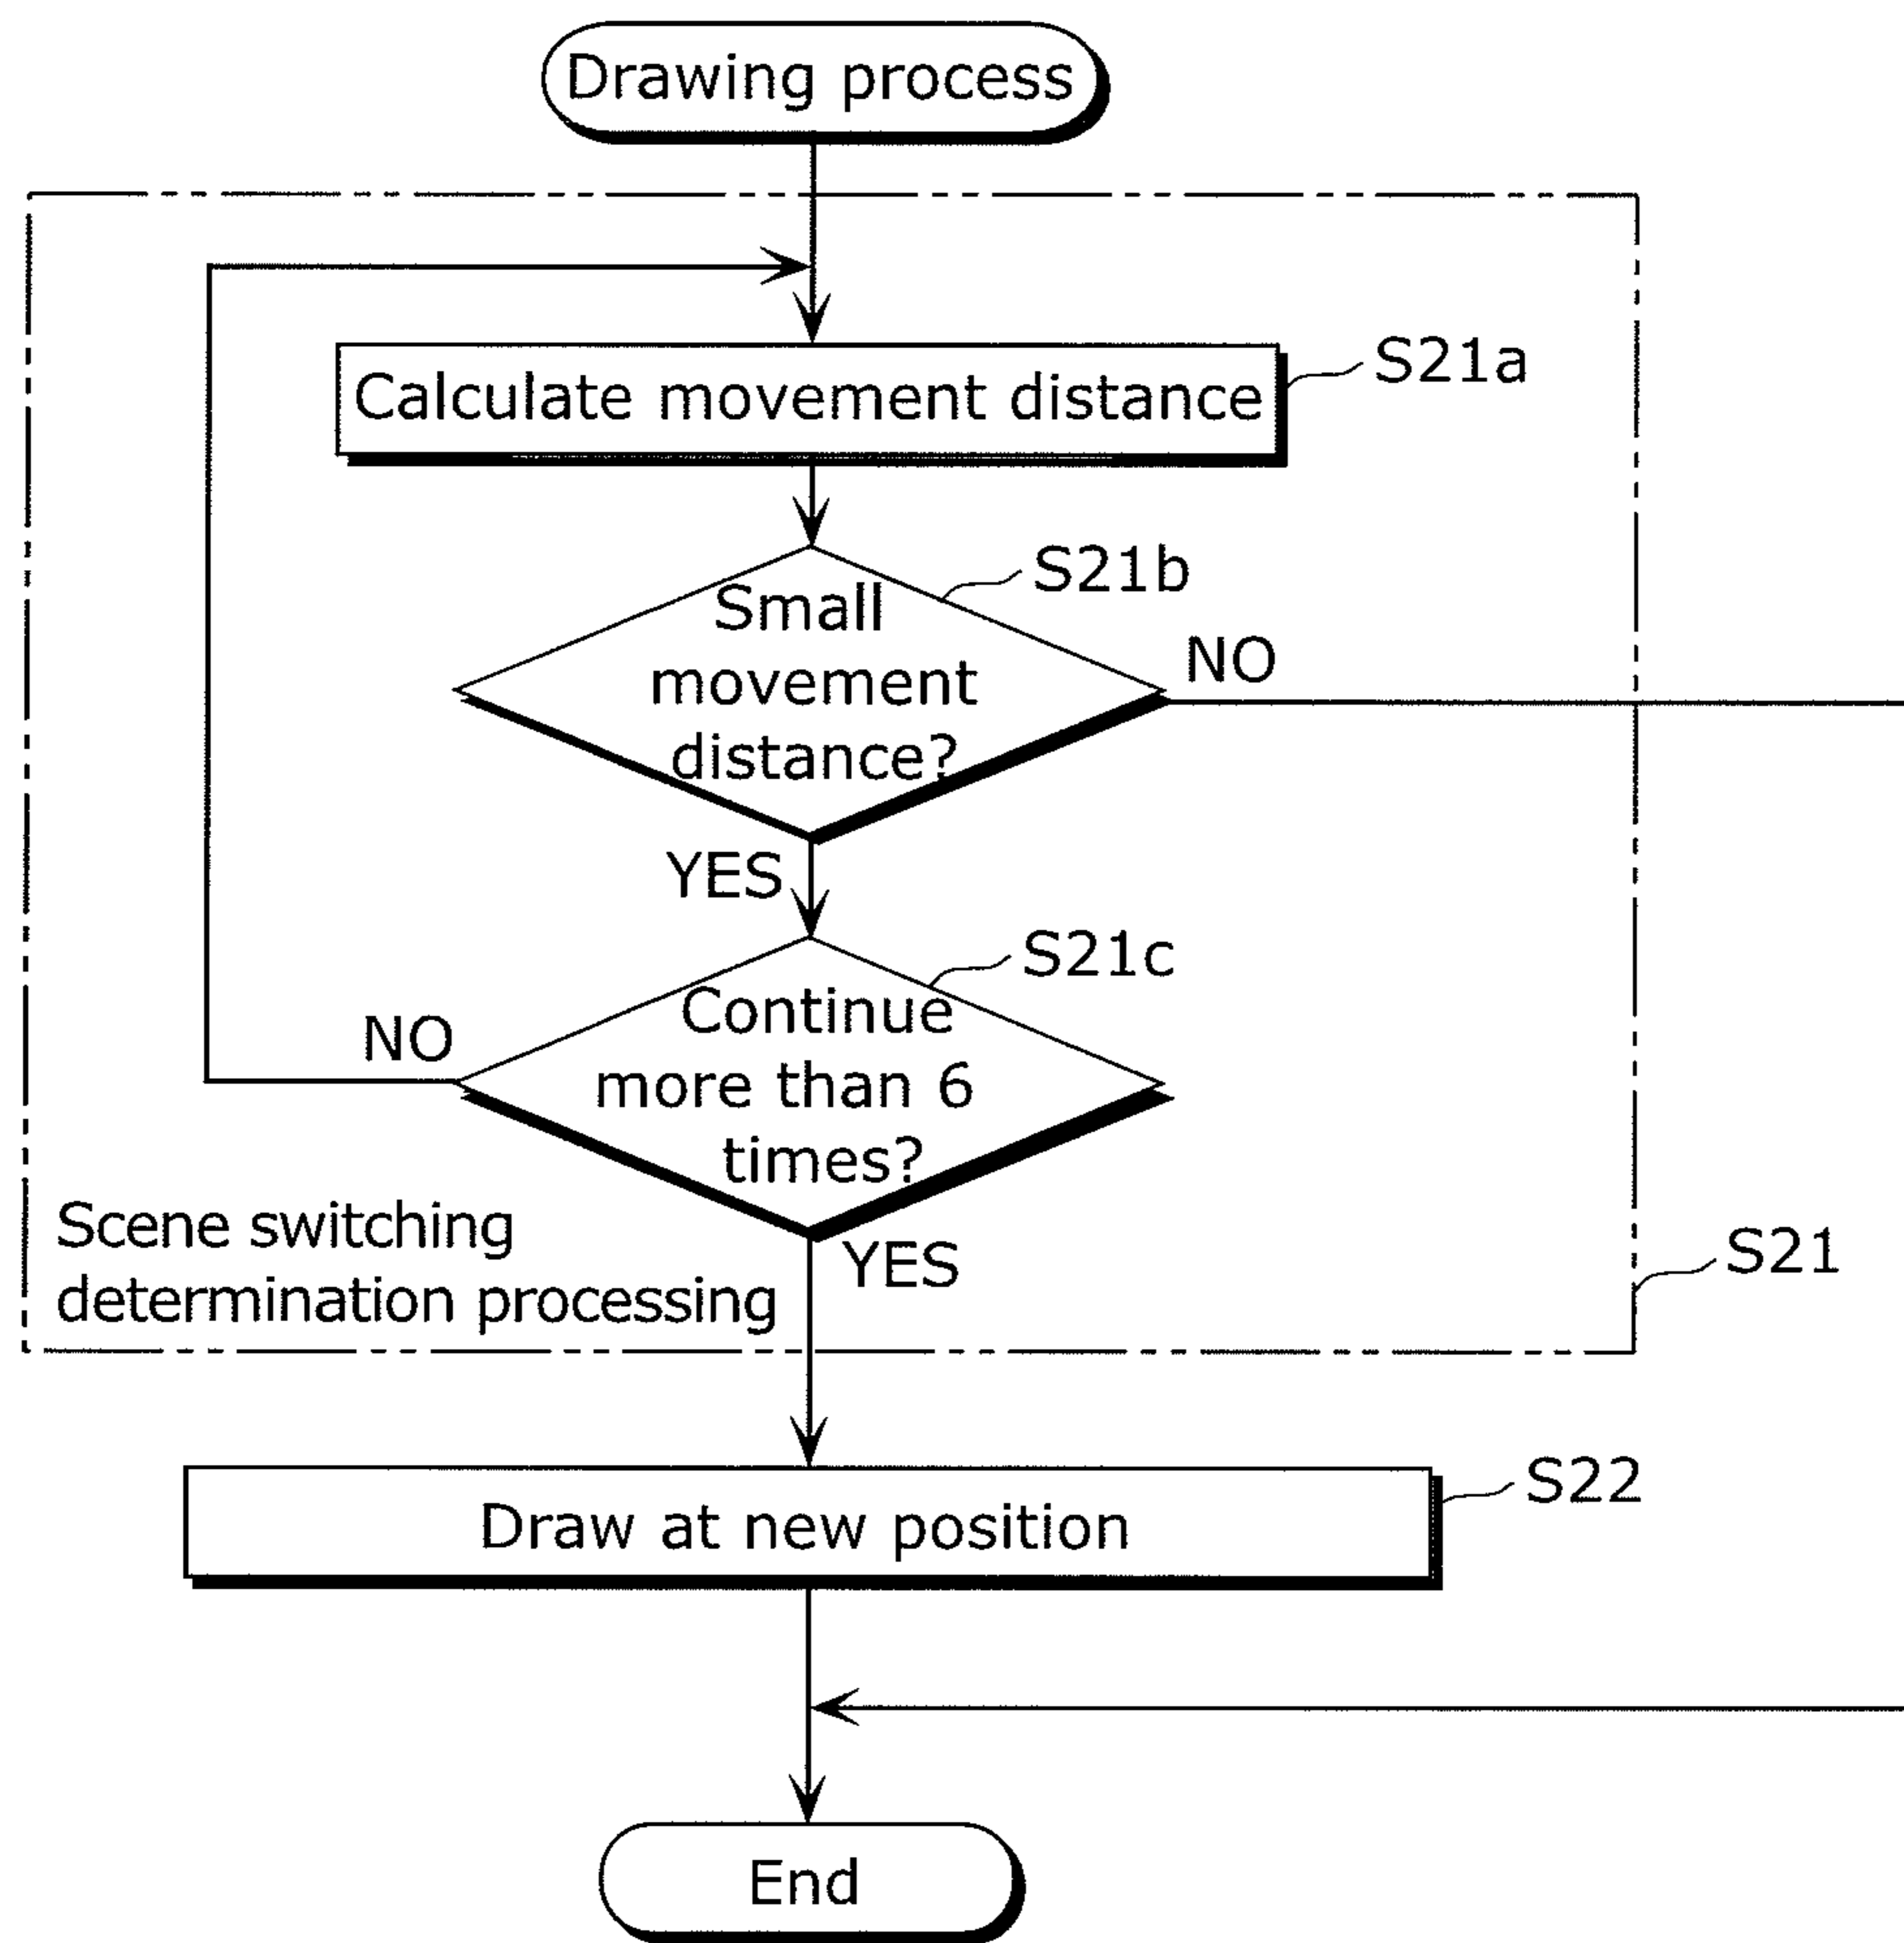 Drawing process
Calculate movement distance
S21a
S21b
Small
movement
distance?
NO
YES
S21c
Continue
more than 6
times?
NO
YES
Scene switching
determination processing
S21
Draw at new position
S22
End